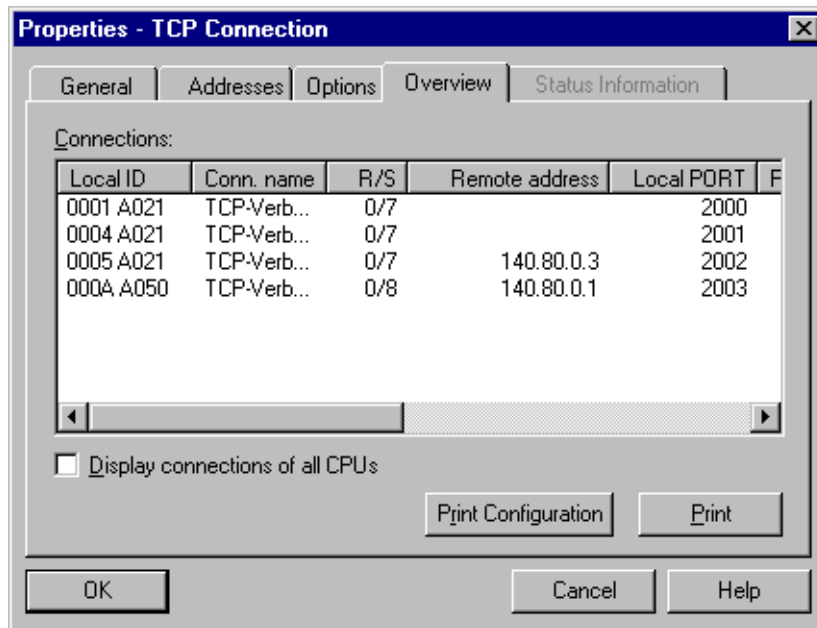 Properties - TCP Connection
General Addresses Options Overview Status Information
Connections:
Local ID Conn. name R/S Remote address Local PORT F
0001 A021 TCP-Verb... 0/7 2000
0004 A021 TCP-Verb... 0/7 2001
0005 A021 TCP-Verb... 0/7 140.80.0.3 2002
000A A050 TCP-Verb... 0/8 140.80.0.1 2003
Display connections of all CPUs
Print Configuration Print
OK Cancel Help